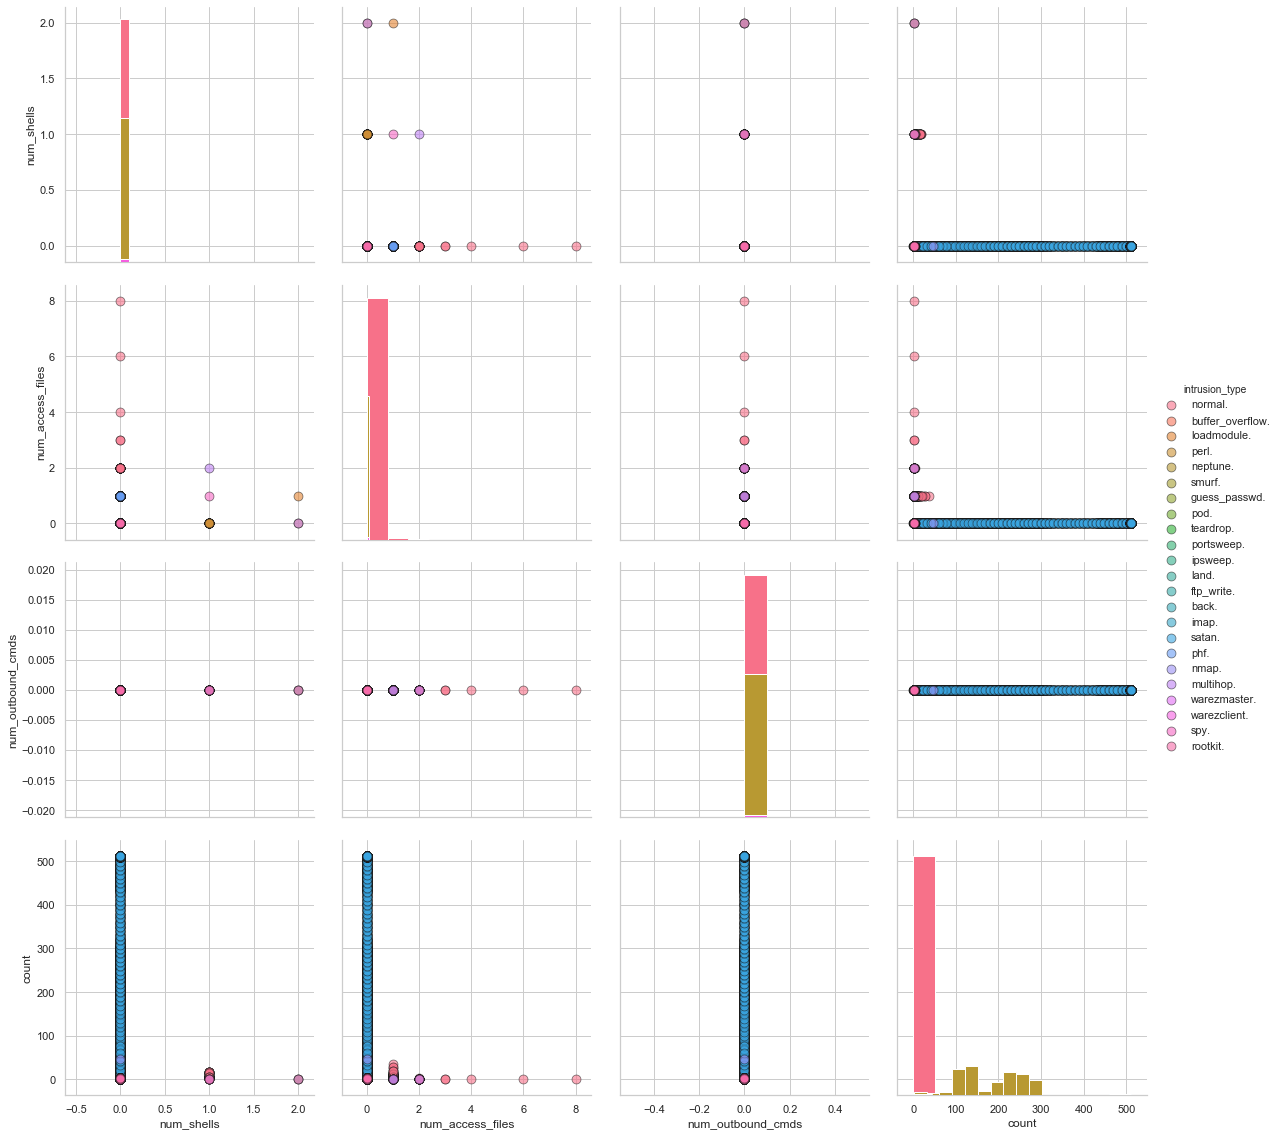 2.0
1.5
1.0
0.5
0.0
num_shells
8
6
4
2
0
num_access_files
intrusion_type
normal.
buffer_overflow.
loadmodule.
perl.
neptune.
smurf.
guess_passwd.
pod.
teardrop.
portsweep.
ipsweep.
land.
ftp_write.
back.
imap.
satan.
phf.
nmap.
multihop.
warezmaster.
warezclient.
spy.
rootkit.
0.020
0.015
0.010
0.005
0.000
−0.005
−0.010
−0.015
−0.020
num_outbound_cmds
500
400
300
200
100
0
count
−0.5 0.0 0.5 1.0 1.5 2.0
num_shells
0 2 4 6 8
num_access_files
−0.4 −0.2 0.0 0.2 0.4
num_outbound_cmds
0 100 200 300 400 500
count